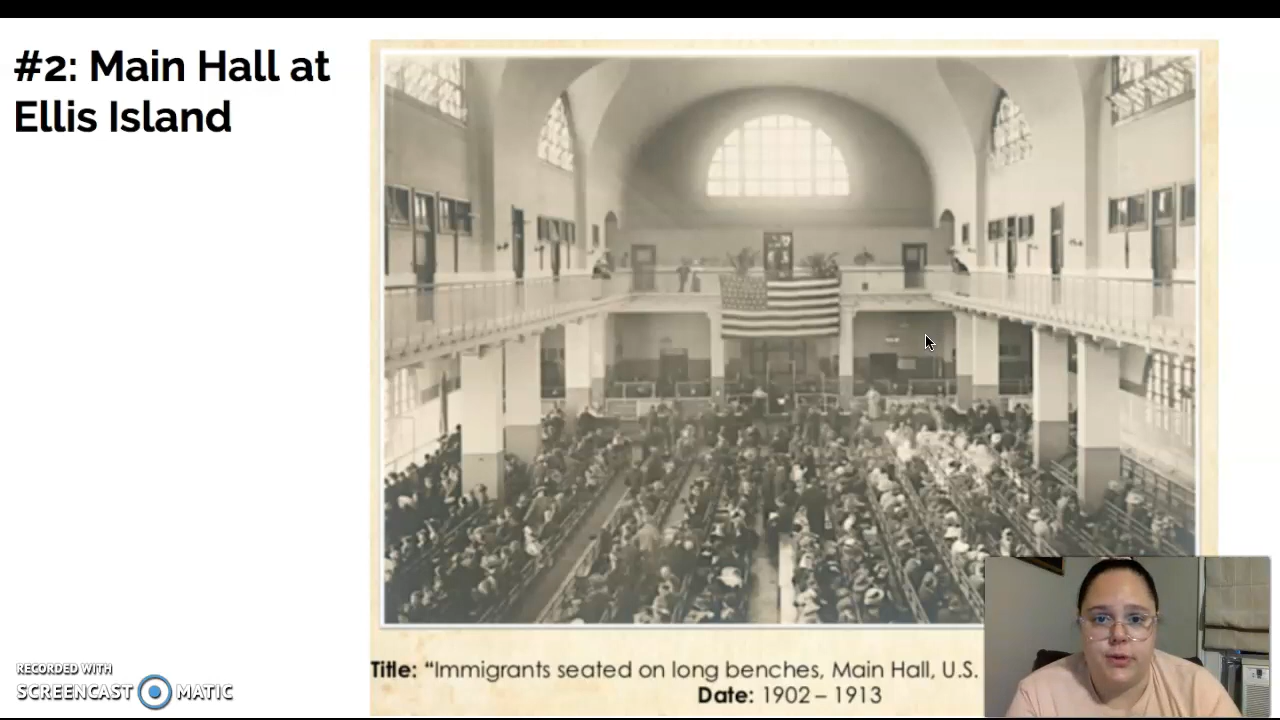 #2: Main Hall at
Ellis Island
Title: “Immigrants seated on long benches, Main Hall, U.S.
Date: 1902 – 1913
RECORDED WITH
SCREENCAST MATIC